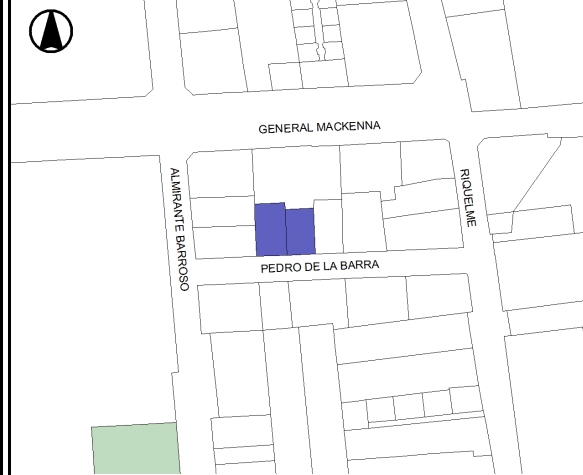 GENERAL MACKENNA
ALMIRANTE BARROSO
RIQUELME
PEDRO DE LA BARRA